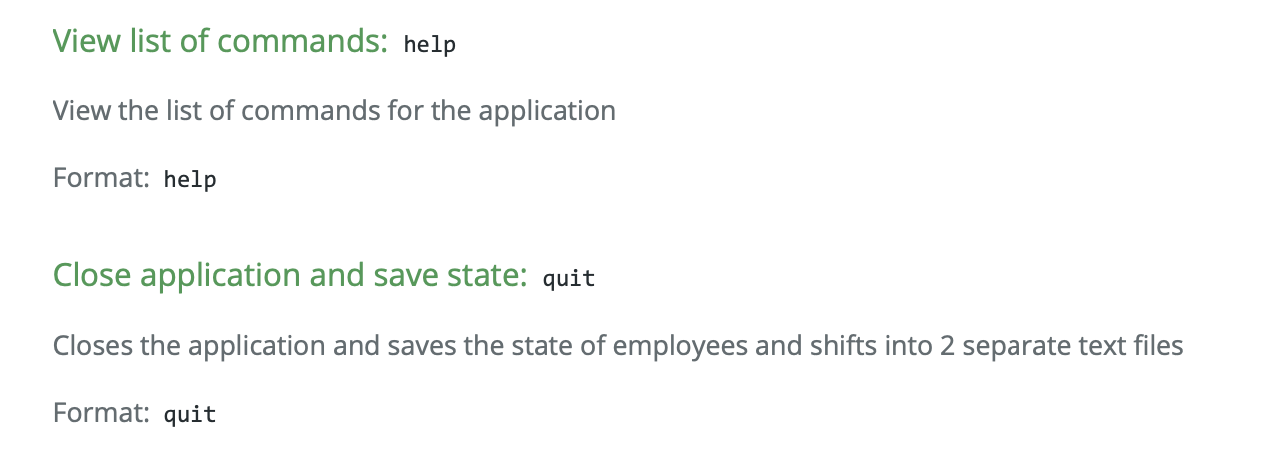 View list of commands: help
View the list of commands for the application
Format: help
Close application and save state: quit
Closes the application and saves the state of employees and shifts into 2 separate text files
Format: quit